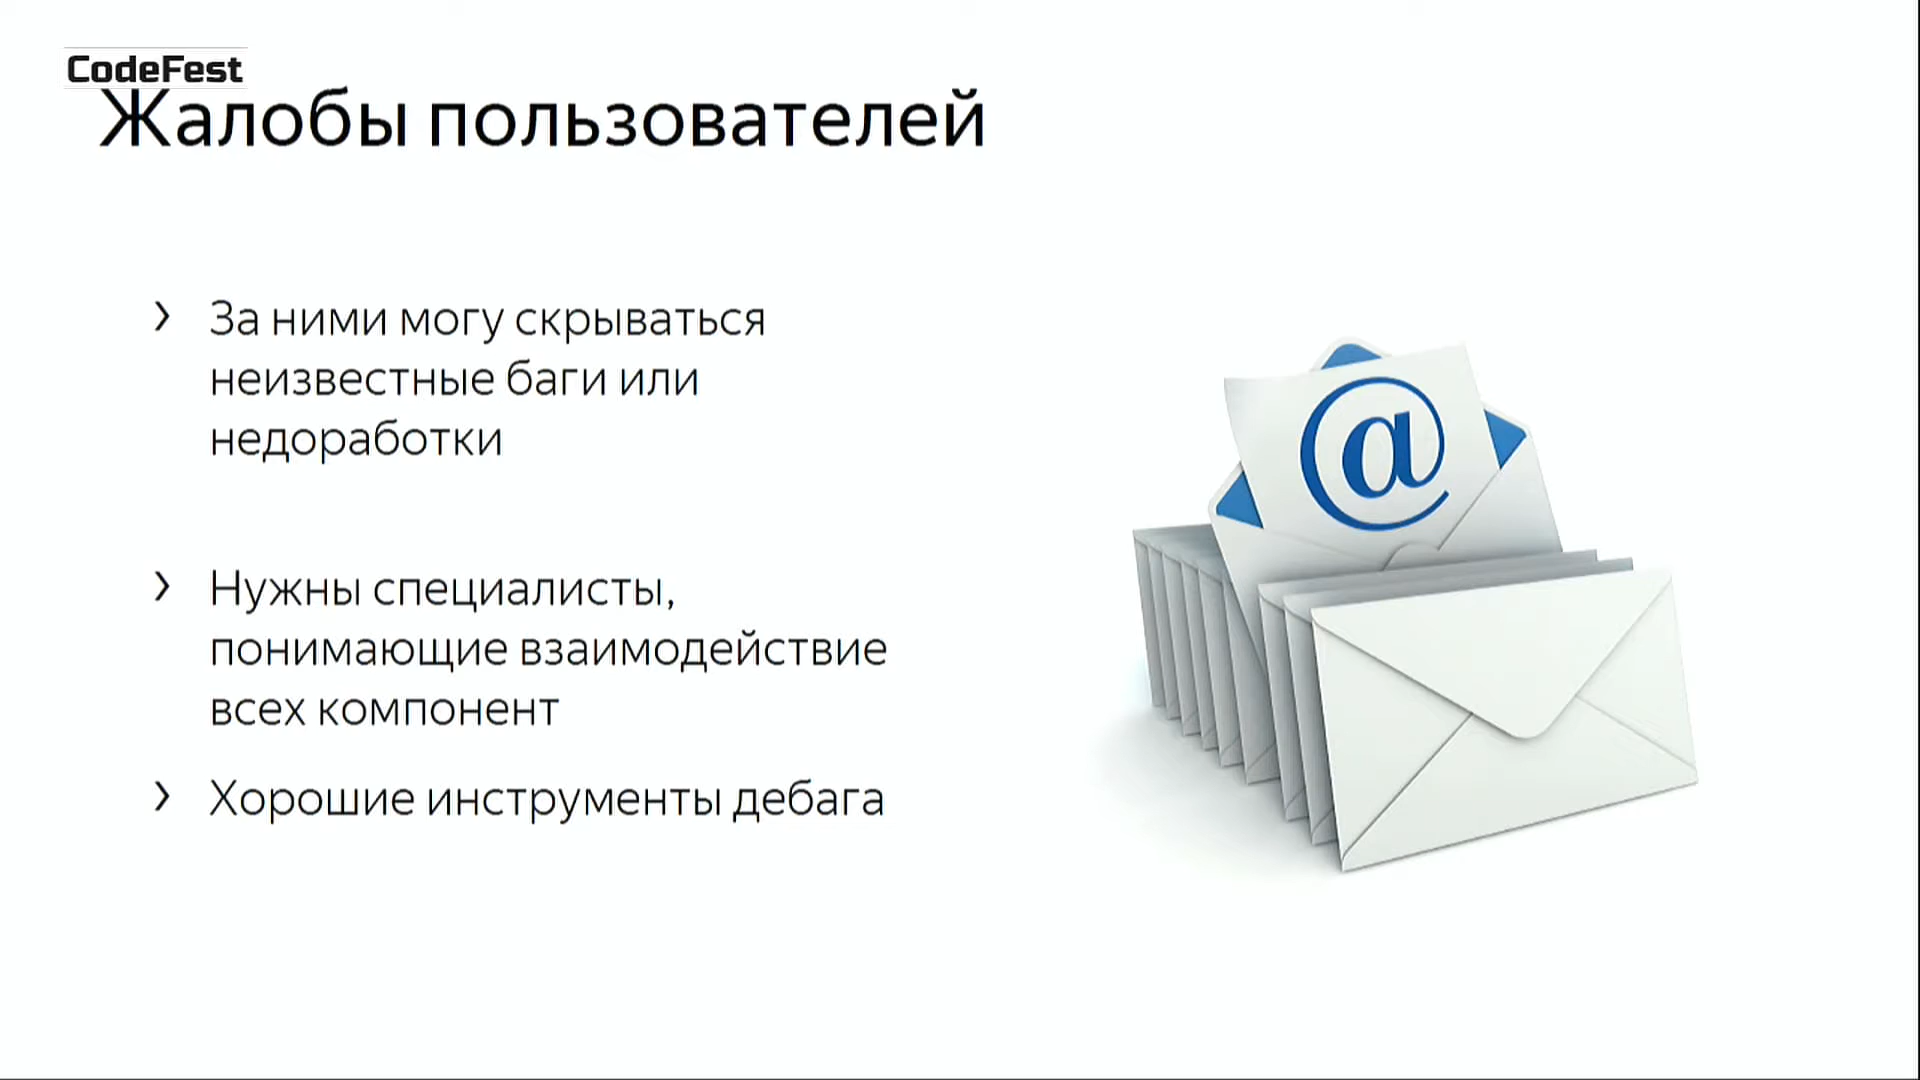 CodeFest
Жалобы пользователей
› За ними могу скрываться
неизвестные баги или
недоработки
› Нужны специалисты,
понимающие взаимодействие
всех компонент
› Хорошие инструменты дебага
@